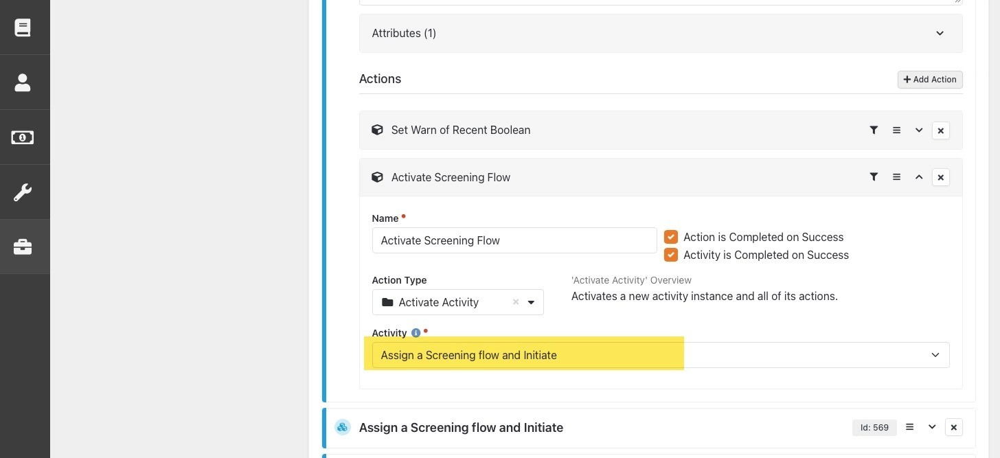 Attributes (1)
Actions
Add Action
Set Warn of Recent Boolean
Activate Screening Flow
Name
Activate Screening Flow
Action is Completed on Success
Activity is Completed on Success
Action Type
Activate Activity
'Activate Activity' Overview
Activates a new activity instance and all of its actions.
Activity
Assign a Screening flow and Initiate
Assign a Screening flow and Initiate
Id: 569